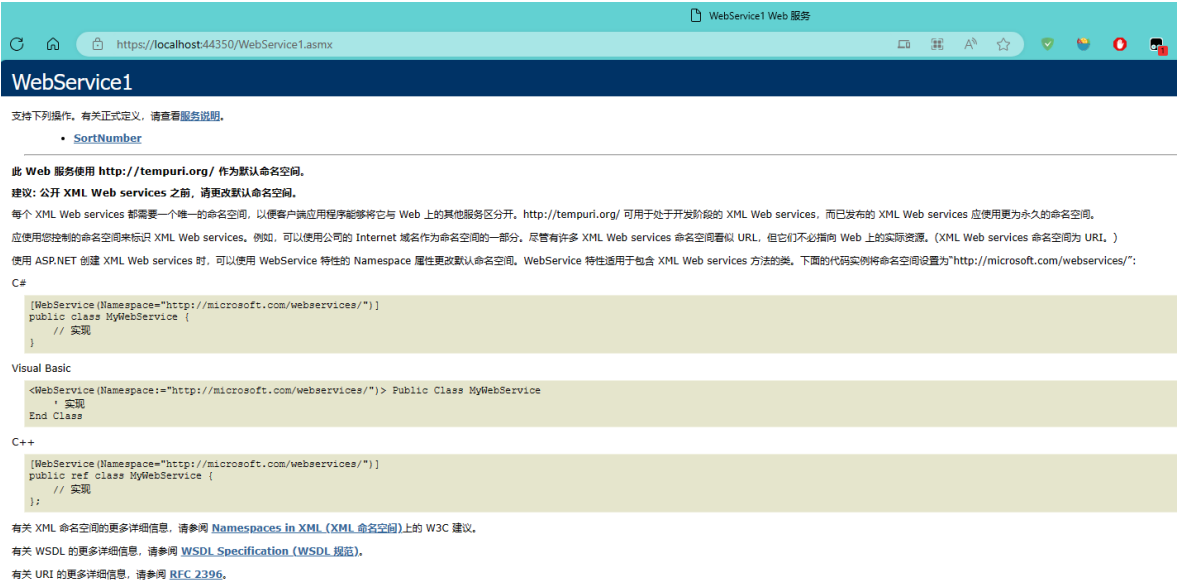 WebService1 Web 服务
https://localhost:44350/WebService1.asmx
WebService1
支持下列操作。有关正式定义，请查看服务说明。
• SortNumber
此 Web 服务使用 http://tempuri.org/ 作为默认命名空间。
建议: 公开 XML Web services 之前，请更改默认命名空间。
每个 XML Web services 都需要一个唯一的命名空间，以便客户端应用程序能够将它与 Web 上的其他服务区分开。http://tempuri.org/ 可用于处于开发阶段的 XML Web services，而已发布的 XML Web services 应使用更为永久的命名空间。
应使用您控制的命名空间来标识 XML Web services。例如，可以使用公司的 Internet 域名作为命名空间的一部分。尽管有许多 XML Web services 命名空间看似 URL，但它们不必指向 Web 上的实际资源。(XML Web services 命名空间为 URI。)
使用 ASP.NET 创建 XML Web services 时，可以使用 WebService 特性的 Namespace 属性更改默认命名空间。WebService 特性适用于包含 XML Web services 方法的类。下面的代码实例将命名空间设置为“http://microsoft.com/webservices/”:
C#
[WebService(Namespace="http://microsoft.com/webservices/")]
public class MyWebService {
    // 实现
}
Visual Basic
<WebService(Namespace:="http://microsoft.com/webservices/")> Public Class MyWebService
    ' 实现
End Class
C++
[WebService(Namespace="http://microsoft.com/webservices/")]
public ref class MyWebService {
    // 实现
};
有关 XML 命名空间的更多详细信息，请参阅 Namespaces in XML (XML 命名空间)上的 W3C 建议。
有关 WSDL 的更多详细信息，请参阅 WSDL Specification (WSDL 规范)。
有关 URI 的更多详细信息，请参阅 RFC 2396。